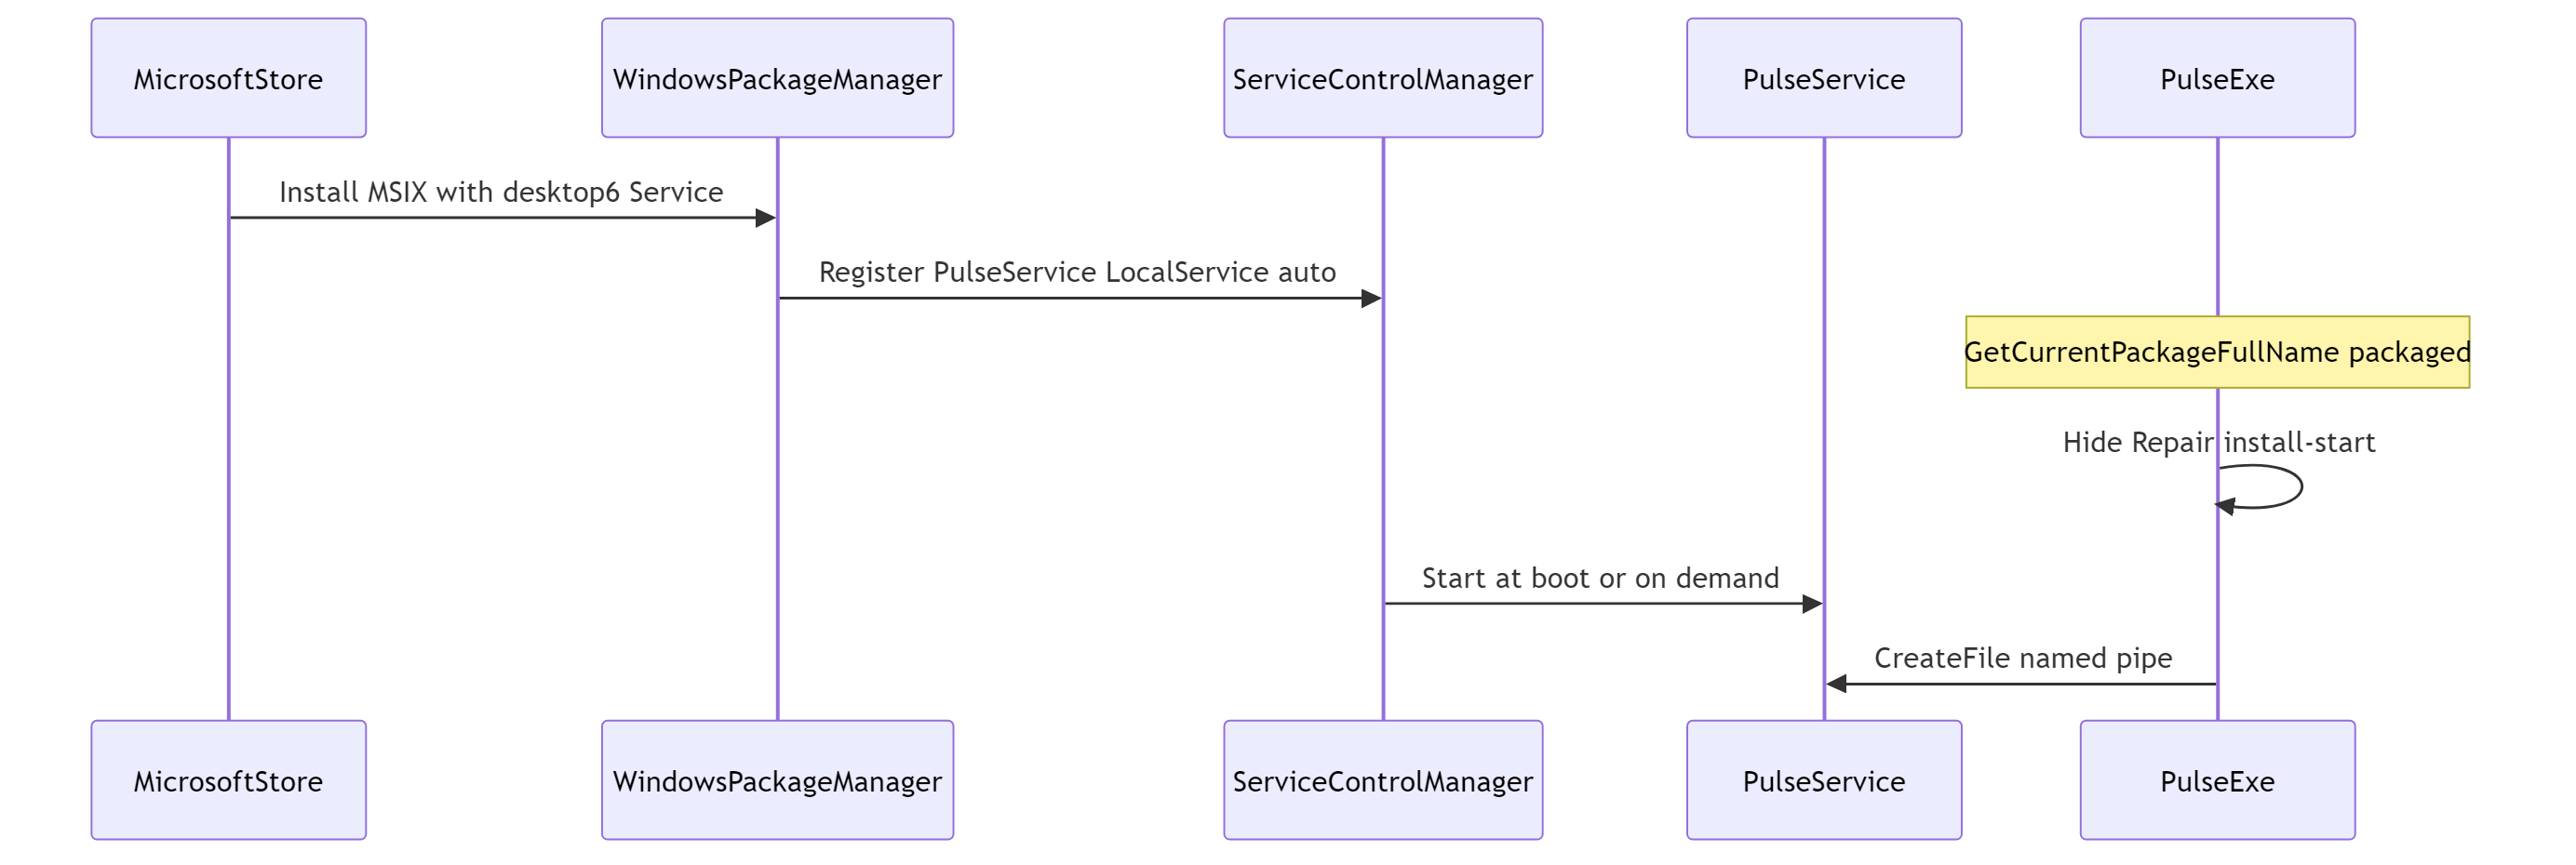 MicrosoftStore
WindowsPackageManager
ServiceControlManager
PulseService
PulseExe
Install MSIX with desktop6 Service
Register PulseService LocalService auto
GetCurrentPackageFullName packaged
Hide Repair install-start
Start at boot or on demand
CreateFile named pipe
MicrosoftStore
WindowsPackageManager
ServiceControlManager
PulseService
PulseExe